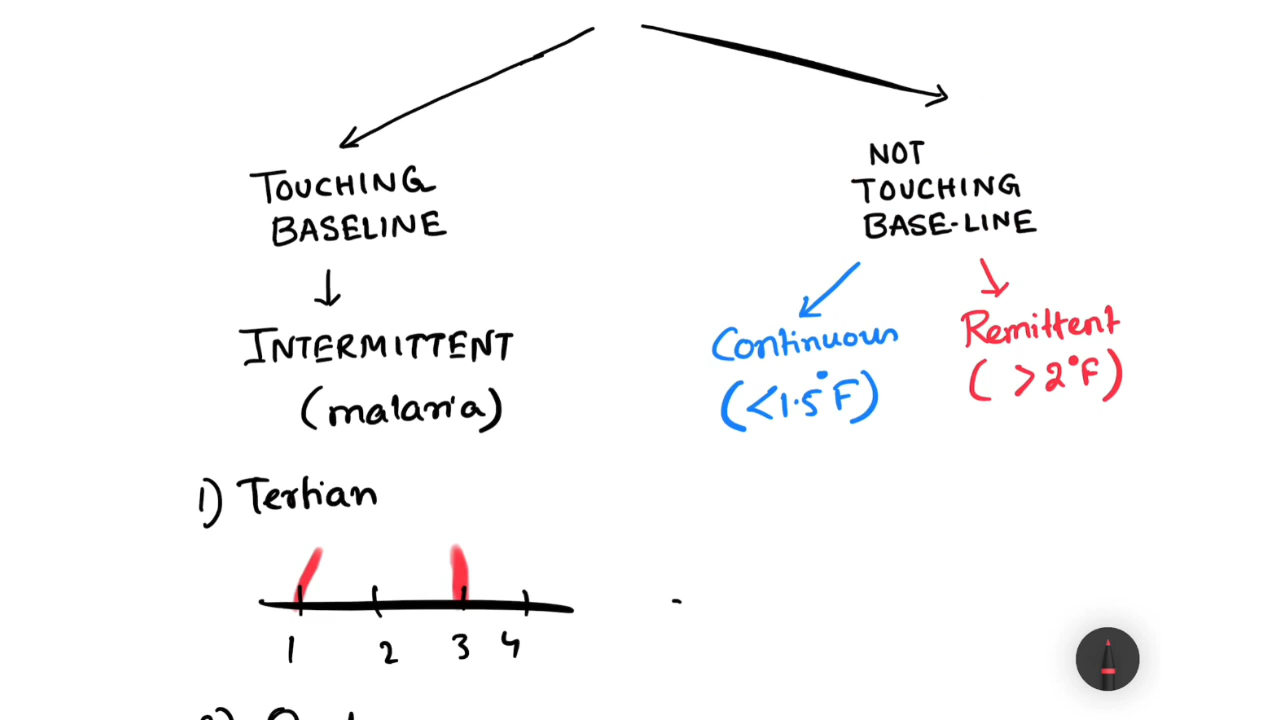 TOUCHING
BASELINE
INTERMITTENT
(malaria)
1) Tertian
1 2 3 4
NOT
TOUCHING
BASE-LINE
Continuous
(<1.5°F)
Remittent
(>2°F)